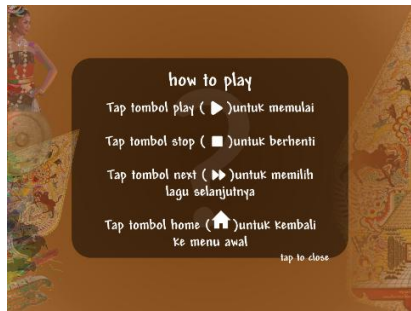 how to play
Tap tombol play ( ▶ )untuk memulai
Tap tombol stop ( ■ )untuk berhenti
Tap tombol next ( ▶▶ )untuk memilih
lagu selanjutnya
Tap tombol home ( )untuk kembali
ke menu awal
tap to close